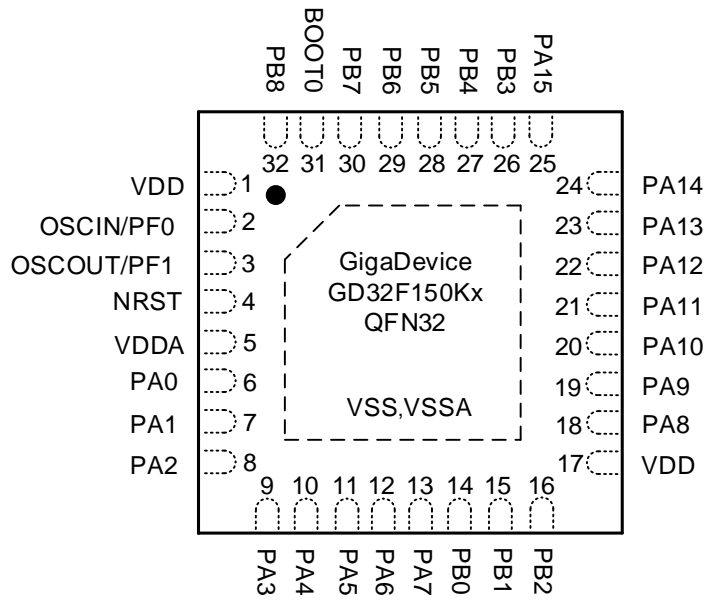 PB8
BOOT0
PB7
PB6
PB5
PB4
PB3
PA15
32 31 30 29 28 27 26 25
VDD 1
OSCIN/PF0 2
OSCOUT/PF1 3
NRST 4
VDDA 5
PA0 6
PA1 7
PA2 8
24 PA14
23 PA13
22 PA12
21 PA11
20 PA10
19 PA9
18 PA8
17 VDD
GigaDevice
GD32F150Kx
QFN32
VSS,VSSA
9 10 11 12 13 14 15 16
PA3
PA4
PA5
PA6
PA7
PB0
PB1
PB2